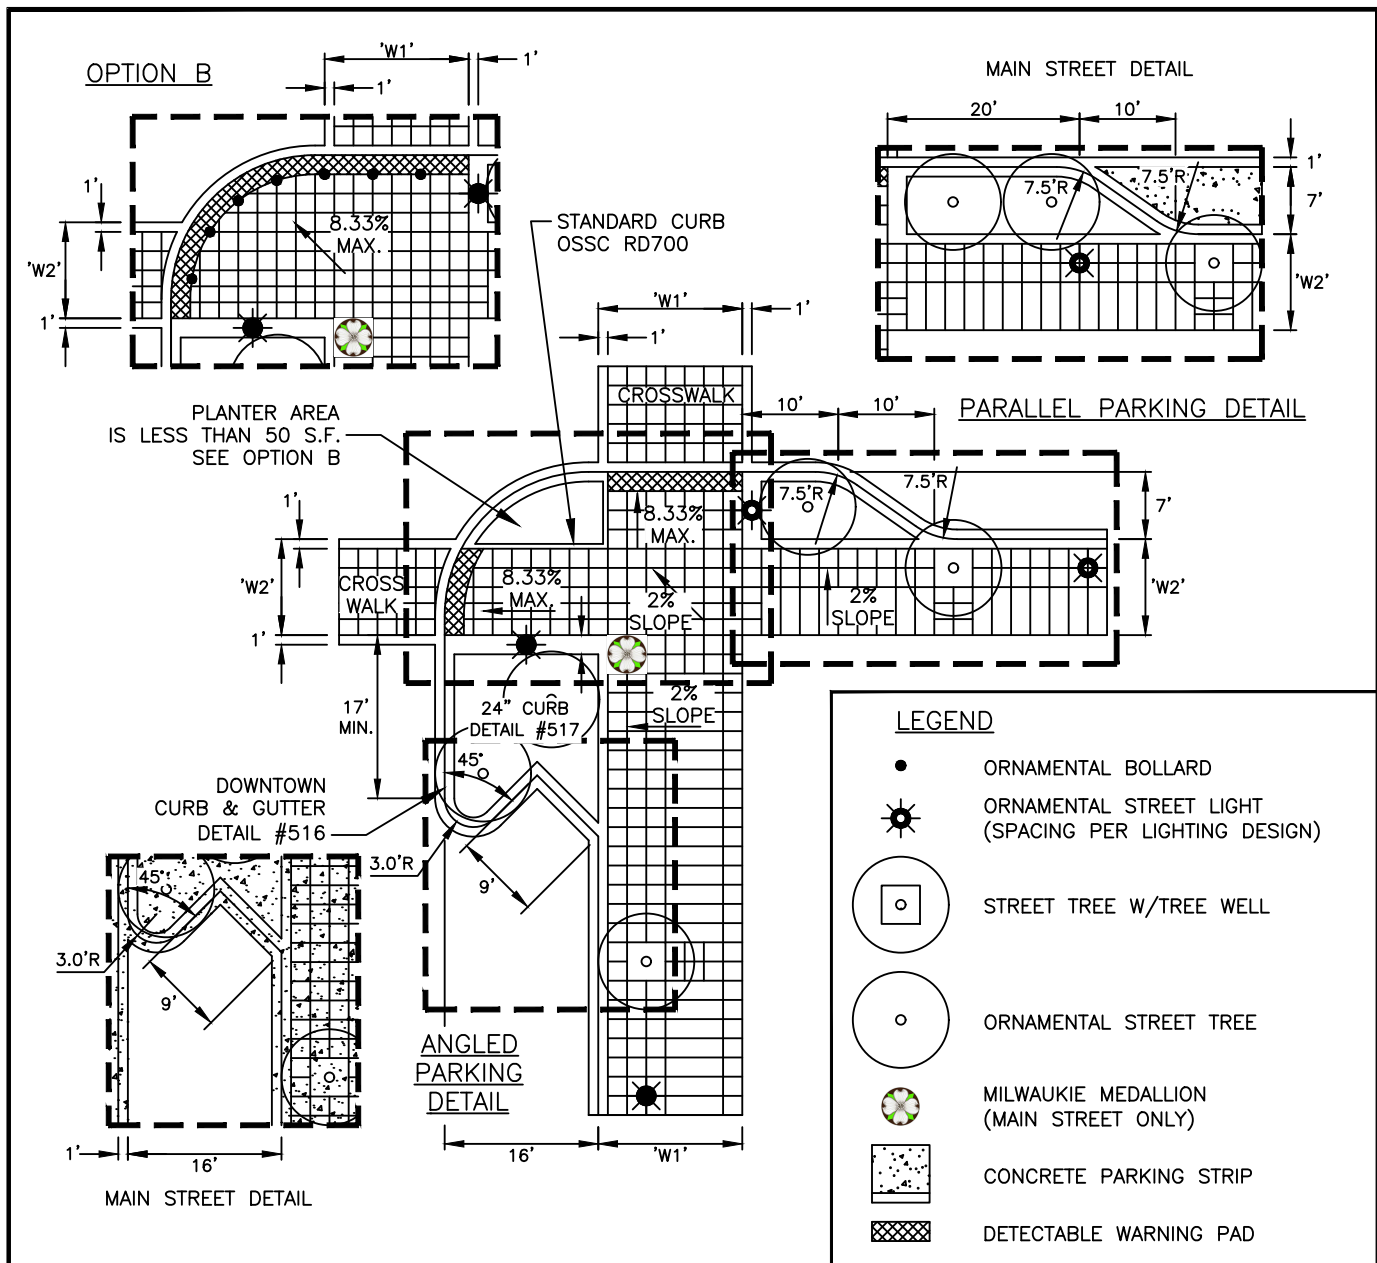 OPTION B
'W1'
1'
1'
1'
'W2'
1'
8.33%
MAX.
MAIN STREET DETAIL
20'
10'
7.5'R
7.5'R
1'
7'
'W2'
STANDARD CURB
OSSC RD700
'W1'
1'
1'
CROSSWALK
PARALLEL PARKING DETAIL
PLANTER AREA
IS LESS THAN 50 S.F.
SEE OPTION B
10'
10'
7.5'R
7.5'R
7'
'W2'
1'
'W2'
1'
CROSS
WALK
8.33%
MAX.
8.33%
MAX.
2%
SLOPE
2%
SLOPE
2%
SLOPE
17'
MIN.
24" CURB
DETAIL #517
45°
DOWNTOWN
CURB & GUTTER
DETAIL #516
3.0'R
9'
45°
3.0'R
9'
1'
16'
MAIN STREET DETAIL
ANGLED
PARKING
DETAIL
16'
'W1'
LEGEND
ORNAMENTAL BOLLARD
ORNAMENTAL STREET LIGHT
(SPACING PER LIGHTING DESIGN)
STREET TREE W/TREE WELL
ORNAMENTAL STREET TREE
MILWAUKIE MEDALLION
(MAIN STREET ONLY)
CONCRETE PARKING STRIP
DETECTABLE WARNING PAD